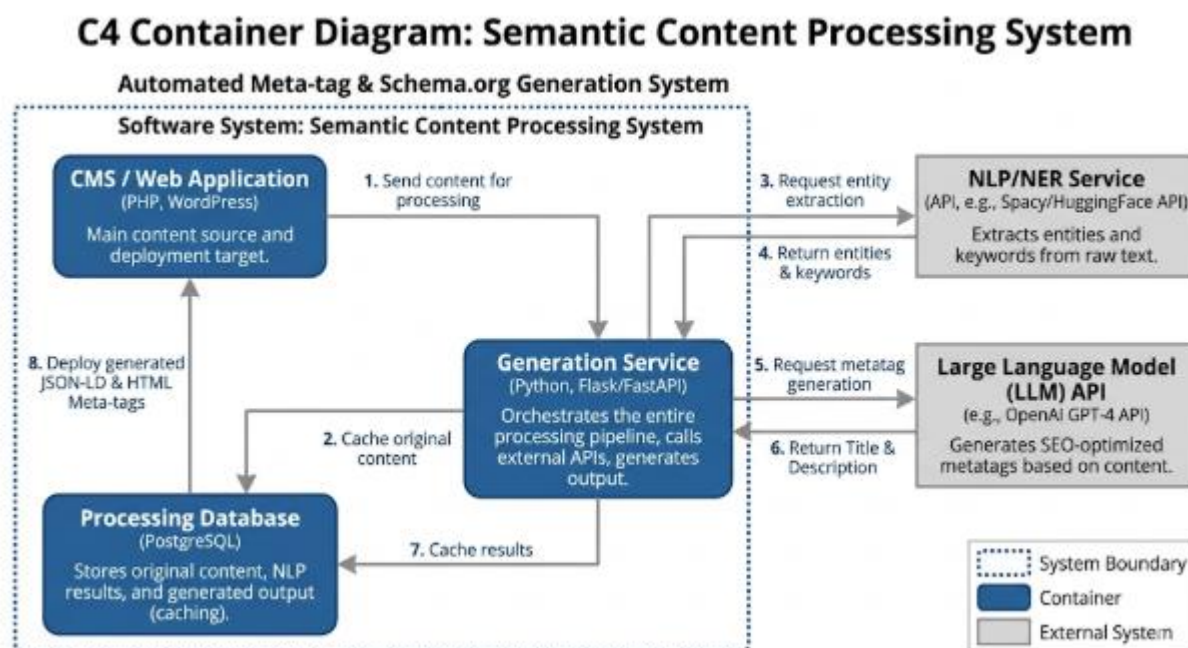 C4 Container Diagram: Semantic Content Processing System
Automated Meta-tag & Schema.org Generation System
Software System: Semantic Content Processing System
CMS / Web Application
(PHP, WordPress)
Main content source and
deployment target.
1. Send content for
processing
3. Request entity
extraction
NLP/NER Service
(API, e.g., Spacy/HuggingFace API)
Extracts entities and
keywords from raw text.
4. Return entities
& keywords
8. Deploy generated
JSON-LD & HTML
Meta-tags
Generation Service
(Python, Flask/FastAPI)
Orchestrates the entire
processing pipeline, calls
external APIs, generates
output.
5. Request metatag
generation
Large Language Model
(LLM) API
(e.g., OpenAI GPT-4 API)
Generates SEO-optimized
metatags based on content.
2. Cache original
content
6. Return Title &
Description
Processing Database
(PostgreSQL)
Stores original content, NLP
results, and generated output
(caching).
7. Cache results
System Boundary
Container
External System